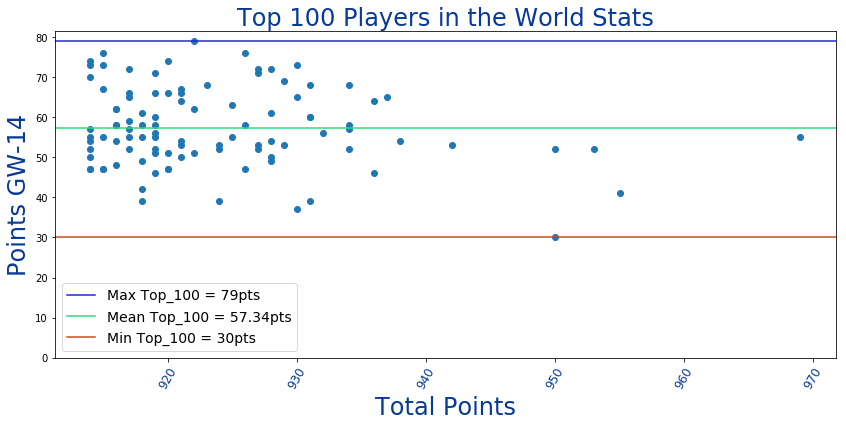 Top 100 Players in the World Stats
Points GW-14
80
70
60
50
40
30
20
10
0
Max Top_100 = 79pts
Mean Top_100 = 57.34pts
Min Top_100 = 30pts
920
930
940
950
960
970
Total Points